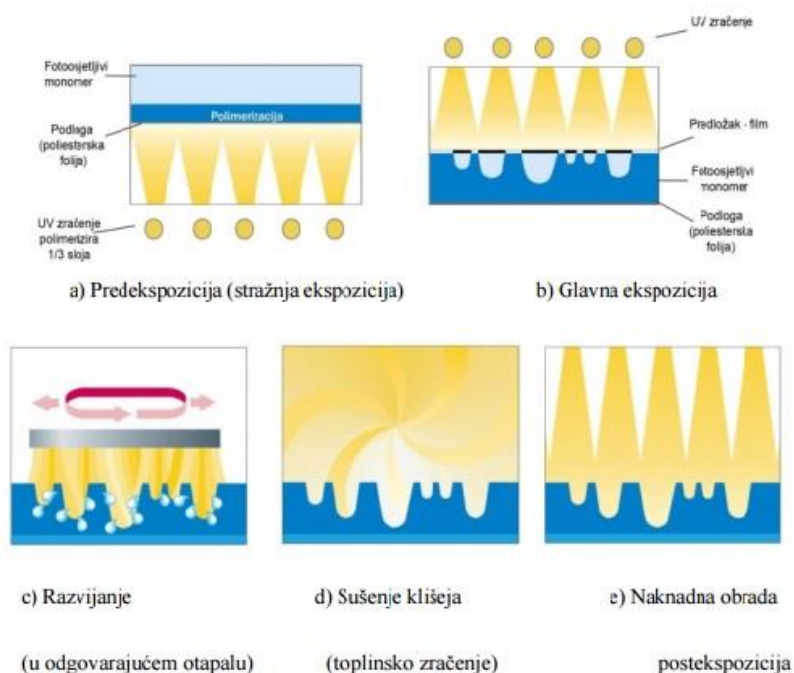 Fotoosjetljivi
monomer
Polimerizacija
Podloga
(poliesterska
folija)
UV zračenje
polimerizira
1/3 sloja
a) Predekspozicija (stražnja ekspozicija)
UV zračenje
Predložak - film
Fotoosjetljivi
monomer
Podloga
(poliesterska
folija)
b) Glavna ekspozicija
c) Razvijanje
d) Sušenje klišeja
e) Naknadna obrada
(u odgovarajućem otapalu)
(toplinsko zračenje)
postekspozicija